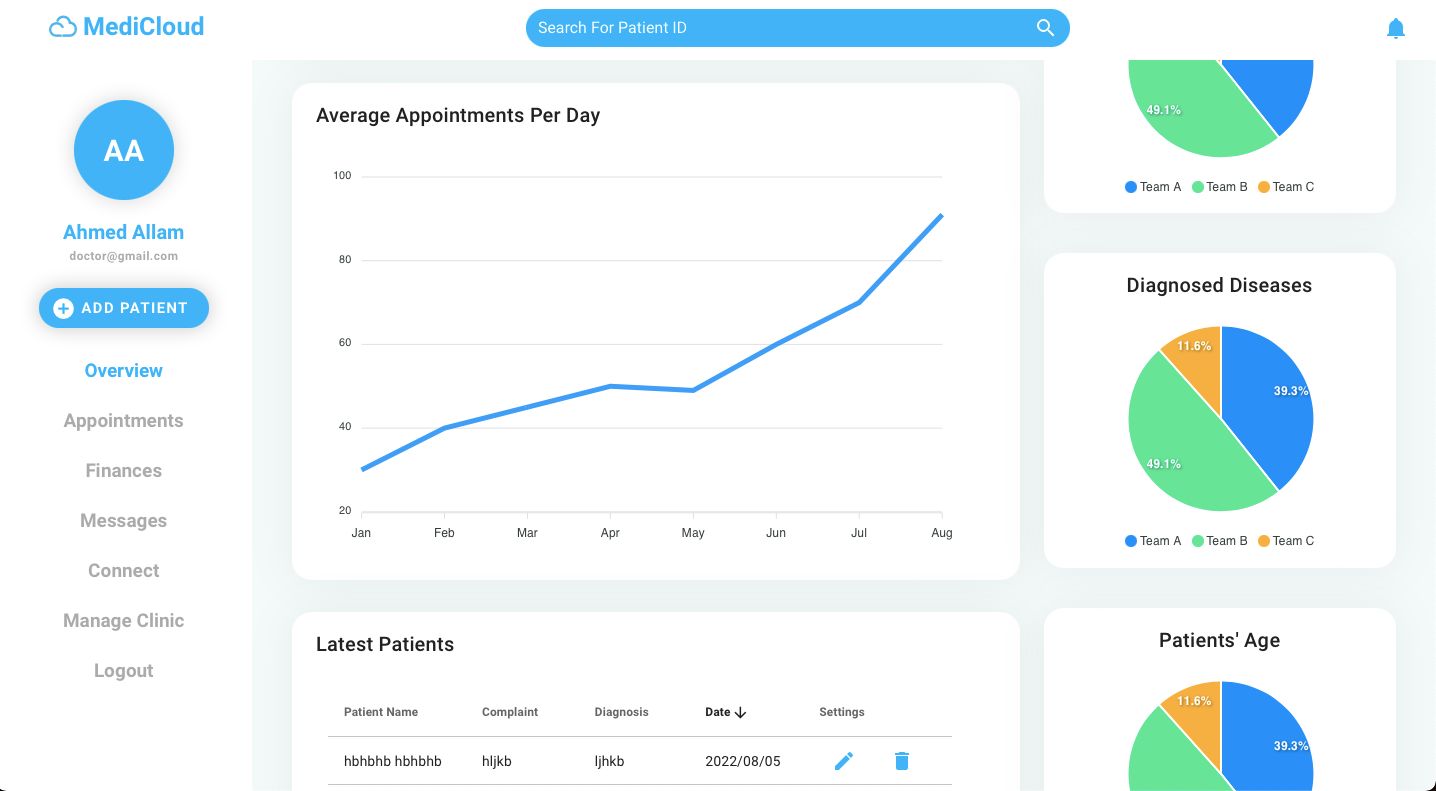 MediCloud
Search For Patient ID
AA
Ahmed Allam
doctor@gmail.com
ADD PATIENT
Overview
Appointments
Finances
Messages
Connect
Manage Clinic
Logout
Average Appointments Per Day
100
80
60
40
20
Jan Feb Mar Apr May Jun Jul Aug
Latest Patients
Patient Name Complaint Diagnosis Date Settings
hbhbhb hbhbhb hljkb ljhkb 2022/08/05
49.1%
Team A Team B Team C
Diagnosed Diseases
11.6%
39.3%
49.1%
Team A Team B Team C
Patients' Age
11.6%
39.3%